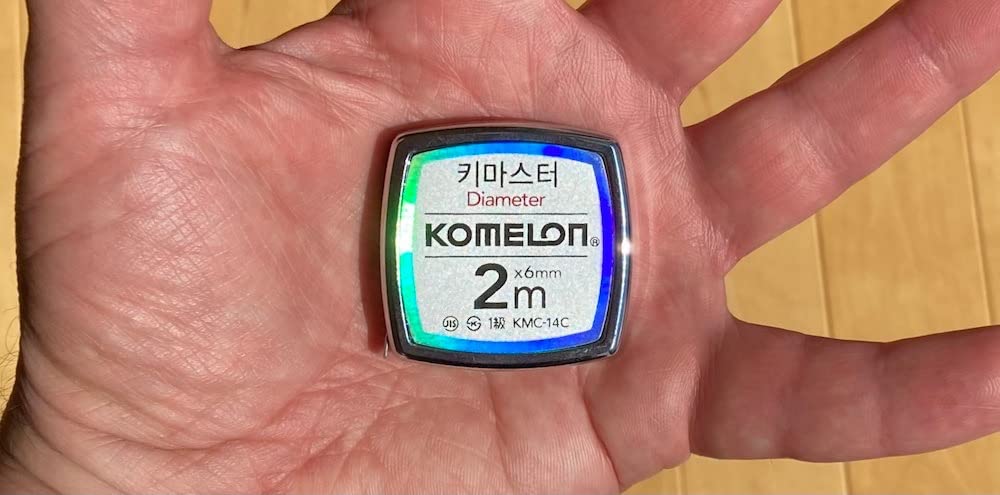 키마스터
Diameter
KOMELON®
2m x6mm
JIS 1級 KMC-14C